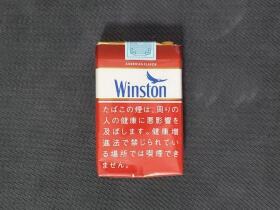 AMERICAN FLAVOR
Winston
たばこの煙は、周りの
人の健康に悪影響を
及ぼします。健康増
進法で禁じられてい
る場所では喫煙でき
ません。